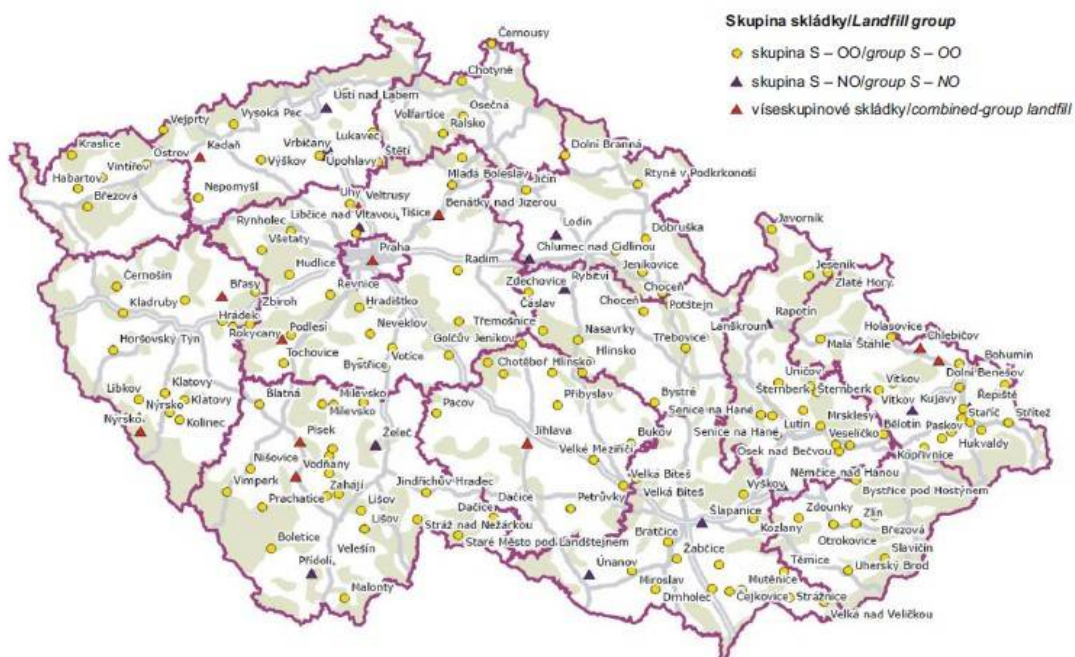 Skupina skládky/Landfill group
skupina S – OO/group S – OO
skupina S – NO/group S – NO
víseskupinové skládky/combined-group landfill
Černousy
Chotyně
Ústí nad Labem
Osečná
Vejprty
Vysoká Pec
Volfartice
Lukavec
Ralsko
Kraslice
Ostrov
Kadaň
Vrbičany
Štětí
Dolní Branná
Vintířov
Výškov
Úpohlavy
Habartov
Mladá Boleslav
Jičín
Rtyně v Podkrkonoší
Březová
Nepomyšl
Uhy
Veltrusy
Benátky nad Jizerou
Rynholec
Libčice nad Vltavou
Tišice
Lodín
Javorník
Všetaty
Praha
Chlumec nad Cidlinou
Dobruška
Černošín
Hudlice
Radim
Jeníkovice
Jeseník
Břasy
Řevnice
Zdechovice
Rybitví
Choceň
Zlaté Hory
Kladruby
Zbiroh
Hradištko
Čáslav
Choceň
Potštejn
Rapotín
Hrádek
Rokycany
Podlesí
Neveklov
Třemošnice
Nasavrky
Lanškroun
Holasovice
Chlebičov
Horšovský Týn
Golčův Jeníkov
Třebovice
Malá Štáhle
Tochovice
Votice
Hlinsko
Bohumín
Bystřice
Chotěboř
Hlinsko
Uničov
Dolní Benešov
Libkov
Klatovy
Blatná
Milevsko
Bystré
Šternberk
Šternberk
Vítkov
Řepiště
Nýrsko
Klatovy
Milevsko
Pacov
Přibyslav
Senice na Hané
Vítkov
Kujavy
Stařič
Střítež
Nýrsko
Kolinec
Písek
Želeč
Jihlava
Bukov
Senice na Hané
Lutín
Mrsklesy
Bělotín
Paskov
Hukvaldy
Nišovice
Vodňany
Velké Meziříčí
Osek nad Bečvou
Veselíčko
Kopřivnice
Vimperk
Zahájí
Jindřichův Hradec
Velká Bíteš
Němčice nad Hanou
Prachatice
Lišov
Dačice
Petrůvky
Velká Bíteš
Vyškov
Bystřice pod Hostýnem
Dačice
Šlapanice
Zdounky
Zlín
Lišov
Stráž nad Nežárkou
Bratčice
Kozlany
Březová
Boletice
Velešín
Staré Město pod Landštejnem
Otrokovice
Slavičín
Přídolí
Únanov
Žabčice
Těmice
Uherský Brod
Malonty
Miroslav
Mutěnice
Drnholec
Čejkovice
Strážnice
Velká nad Veličkou